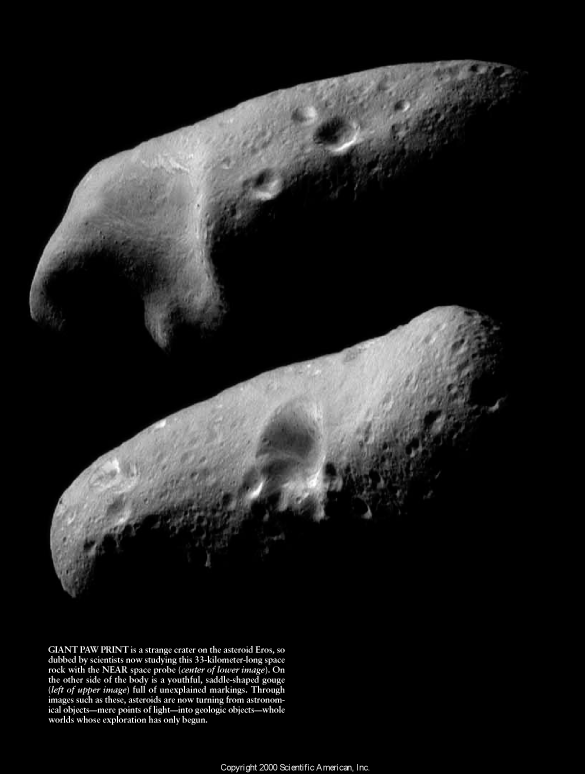 GIANT PAW PRINT is a strange crater on the asteroid Eros, so
dubbed by scientists now studying this 33-kilometer-long space
rock with the NEAR space probe (center of lower image). On
the other side of the body is a youthful, saddle-shaped gouge
(left of upper image) full of unexplained markings. Through
images such as these, asteroids are now turning from astronom-
ical objects—mere points of light—into geologic objects—whole
worlds whose exploration has only begun.
Copyright 2000 Scientific American, Inc.